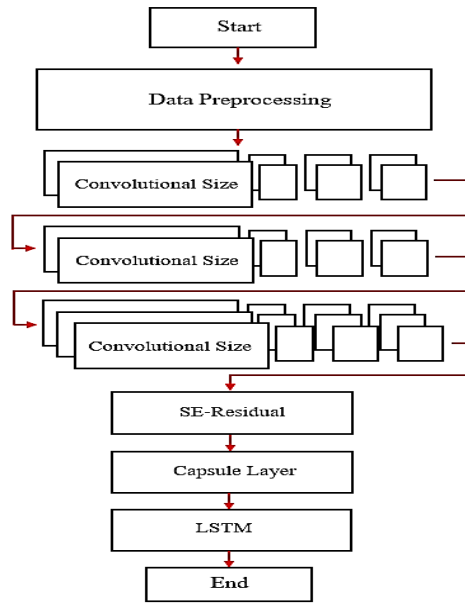 Start
Data Preprocessing
Convolutional Size
Convolutional Size
Convolutional Size
SE-Residual
Capsule Layer
LSTM
End